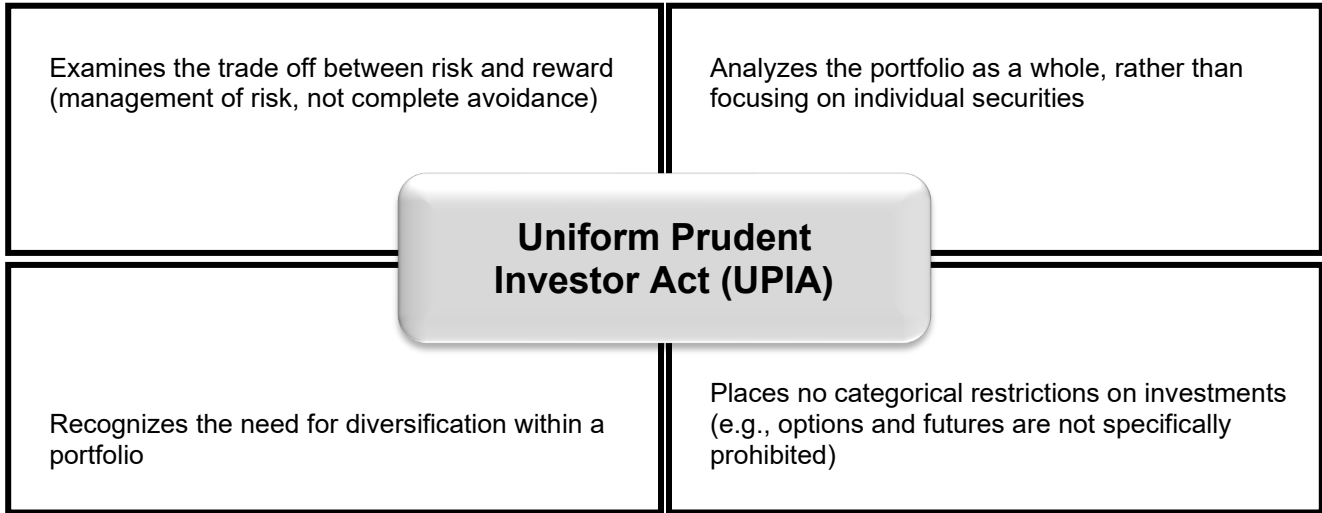 Examines the trade off between risk and reward
(management of risk, not complete avoidance)
Analyzes the portfolio as a whole, rather than
focusing on individual securities
Uniform Prudent
Investor Act (UPIA)
Recognizes the need for diversification within a
portfolio
Places no categorical restrictions on investments
(e.g., options and futures are not specifically
prohibited)